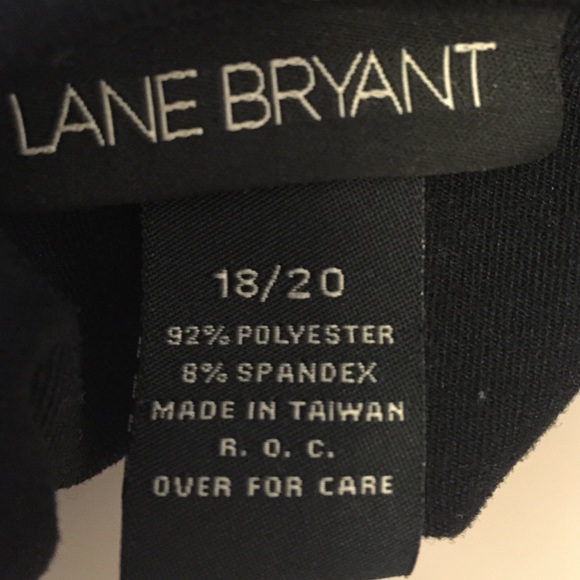 LANE BRYANT
18/20
92% POLYESTER
8% SPANDEX
MADE IN TAIWAN
R. O. C.
OVER FOR CARE